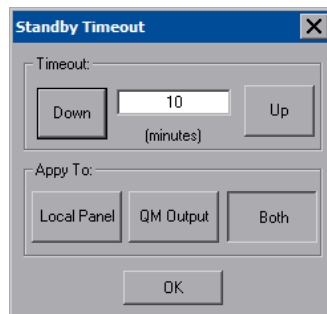 Standby Timeout
Timeout:
Down 10 Up
(minutes)
Appy To:
Local Panel QM Output Both
OK